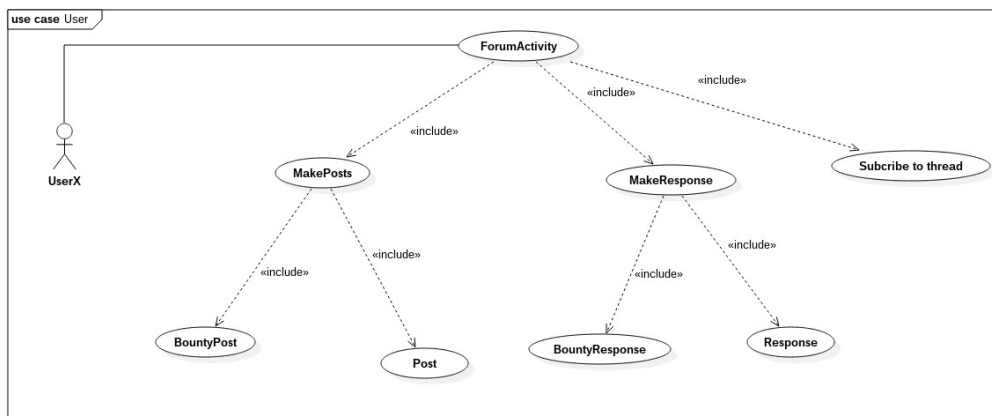 use case User
ForumActivity
«include»
«include»
«include»
UserX
MakePosts
MakeResponse
Subcribe to thread
«include»
«include»
«include»
«include»
BountyPost
Post
BountyResponse
Response